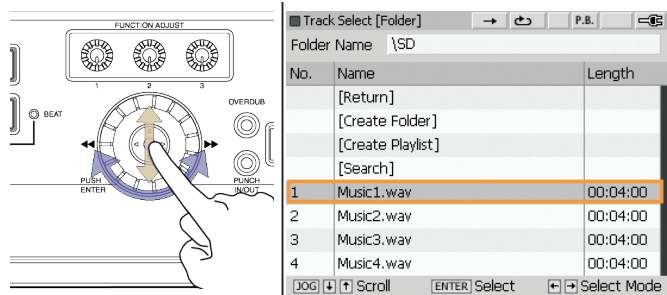 FUNCTION ADJUST
1 2 3
BEAT
OVERDUB
PUSH
ENTER
PUNCH
IN/OUT
Track Select [Folder] P.B.
Folder Name \SD
No. Name Length
[Return]
[Create Folder]
[Create Playlist]
[Search]
1 Music1.wav 00:04:00
2 Music2.wav 00:04:00
3 Music3.wav 00:04:00
4 Music4.wav 00:04:00
JOG ↓ ↑ Scroll ENTER Select ← → Select Mode